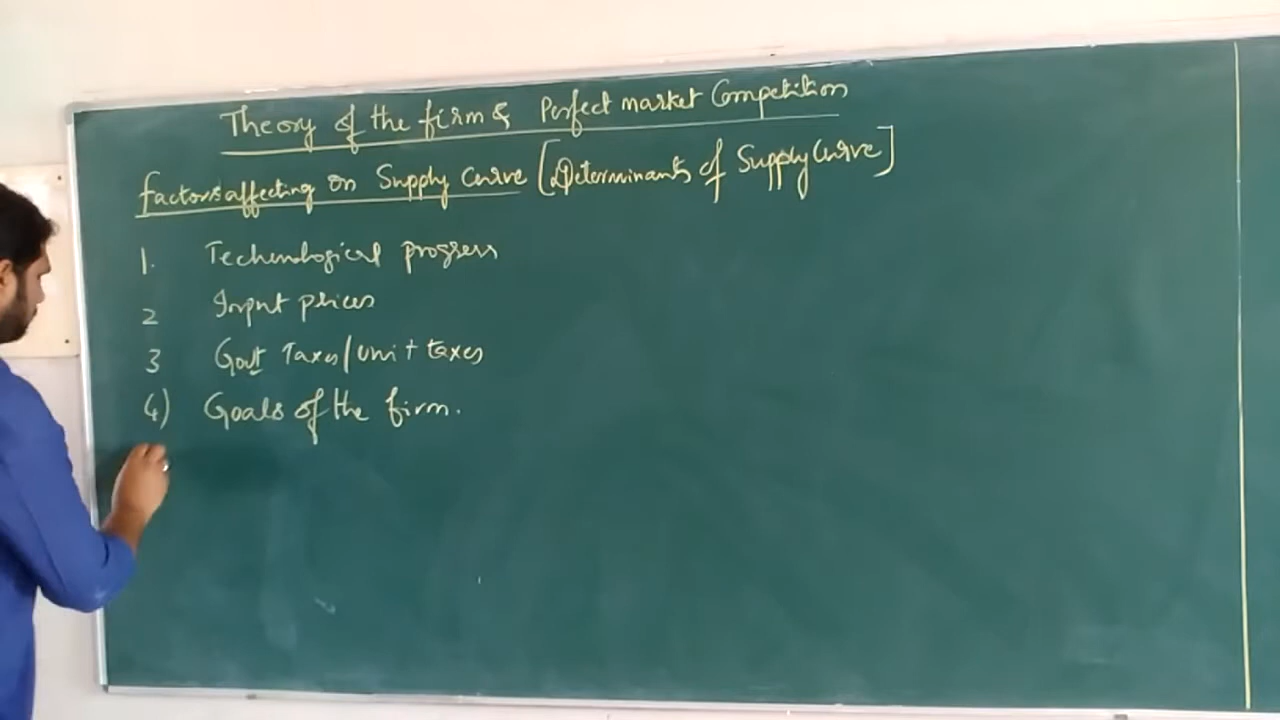 Theory of the firm & Perfect market Competition
factors affecting on Supply Curve [Determinants of Supply Curve]
1. Technological progress
2 Input prices
3 Govt Taxes/unit taxes
4) Goals of the firm.